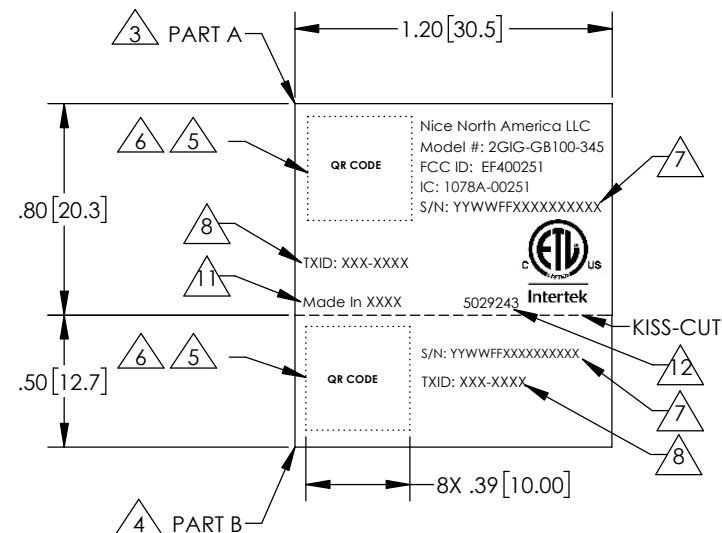 3 PART A
1.20 [30.5]
Nice North America LLC
Model #: 2GIG-GB100-345
FCC ID: EF400251
IC: 1078A-00251
S/N: YYWWFFXXXXXXXXXX
7
6 5
QR CODE
.80 [20.3]
8
TXID: XXX-XXXX
C ETL US
LISTED
Intertek
11
Made In XXXX
5029243
KISS-CUT
12
6 5
QR CODE
S/N: YYWWFFXXXXXXXXXX
TXID: XXX-XXXX
7
8
.50 [12.7]
8X .39 [10.00]
4 PART B